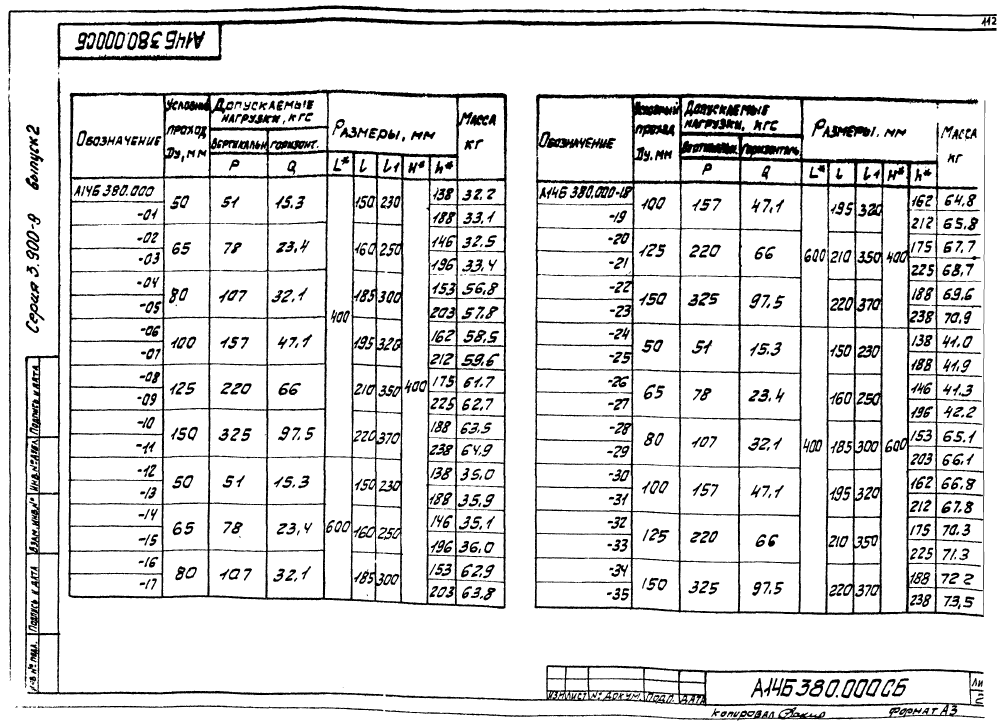 112
А14Б 380.000СБ
Серия 3.900-8 Выпуск 2
Обозначение Условный проход Ду, мм Допускаемые нагрузки, кгс Размеры, мм Масса кг
Вертикальн. горизонт.
P Q L* l l1 H* h*
А14Б 380.000 50 51 15.3 400 150 230 400 138 32.2
-01 188 33.1
-02 65 78 23,4 160 250 146 32.5
-03 196 33,4
-04 80 107 32.1 185 300 153 56,8
-05 203 57.8
-06 100 157 47,1 195 320 162 58,5
-07 212 59.6
-08 125 220 66 210 350 175 61.7
-09 225 62,7
-10 150 325 97.5 220 370 188 63.5
-11 238 64,9
-12 50 51 15.3 600 150 230 138 35,0
-13 188 35,9
-14 65 78 23,4 160 250 146 35,1
-15 196 36,0
-16 80 107 32.1 185 300 153 62,9
-17 203 63.8
Обозначение Условный проход Ду, мм Допускаемые нагрузки, кгс Размеры, мм Масса кг
Вертикальн. Горизонталь.
P Q L* l l1 H* h*
А14Б 380.000-18 100 157 47.1 600 195 320 400 162 64,8
-19 212 65.8
-20 125 220 66 210 350 175 67.7
-21 225 68,7
-22 150 325 97.5 220 370 188 69.6
-23 238 70,9
-24 50 51 15.3 400 150 230 600 138 41.0
-25 188 41,9
-26 65 78 23.4 160 250 146 41.3
-27 196 42.2
-28 80 107 32,1 185 300 153 65.1
-29 203 66.1
-30 100 157 47,1 195 320 162 66,8
-31 212 67.8
-32 125 220 66 210 350 175 70.3
-33 225 71.3
-34 150 325 97.5 220 370 188 72 2
-35 238 73,5
Инв.№ подл. Подпись и дата Взам.инв.№ Инв.№ дубл. Подпись и дата
Изм Лист № докум. Подп. Дата
А14Б 380.000 СБ
Ли
Копировал
Формат А3